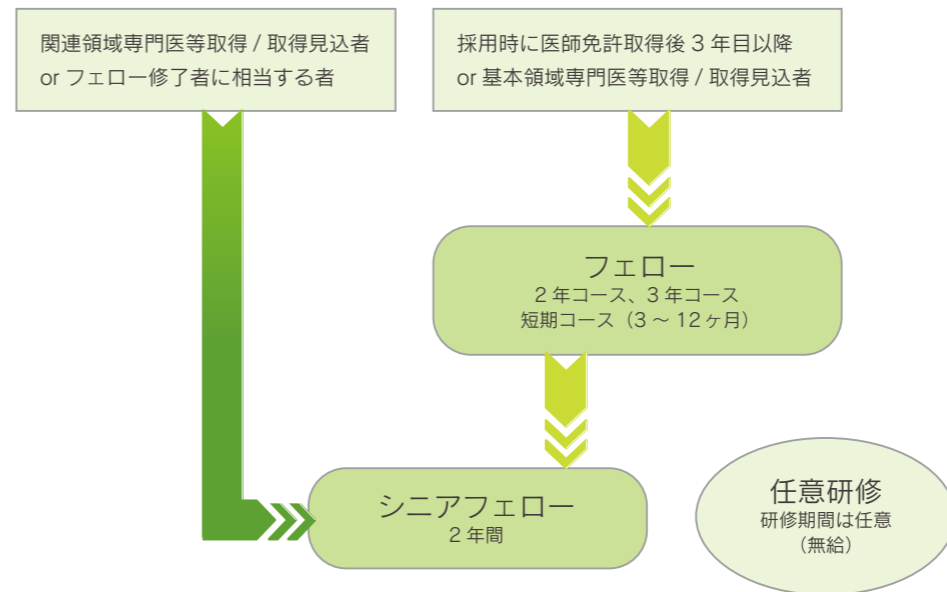 関連領域専門医等取得 / 取得見込者
or フェロー修了者に相当する者
採用時に医師免許取得後 3 年目以降
or 基本領域専門医等取得 / 取得見込者
フェロー
2 年コース、3 年コース
短期コース（3 ～ 12 ヶ月）
シニアフェロー
2 年間
任意研修
研修期間は任意
（無給）